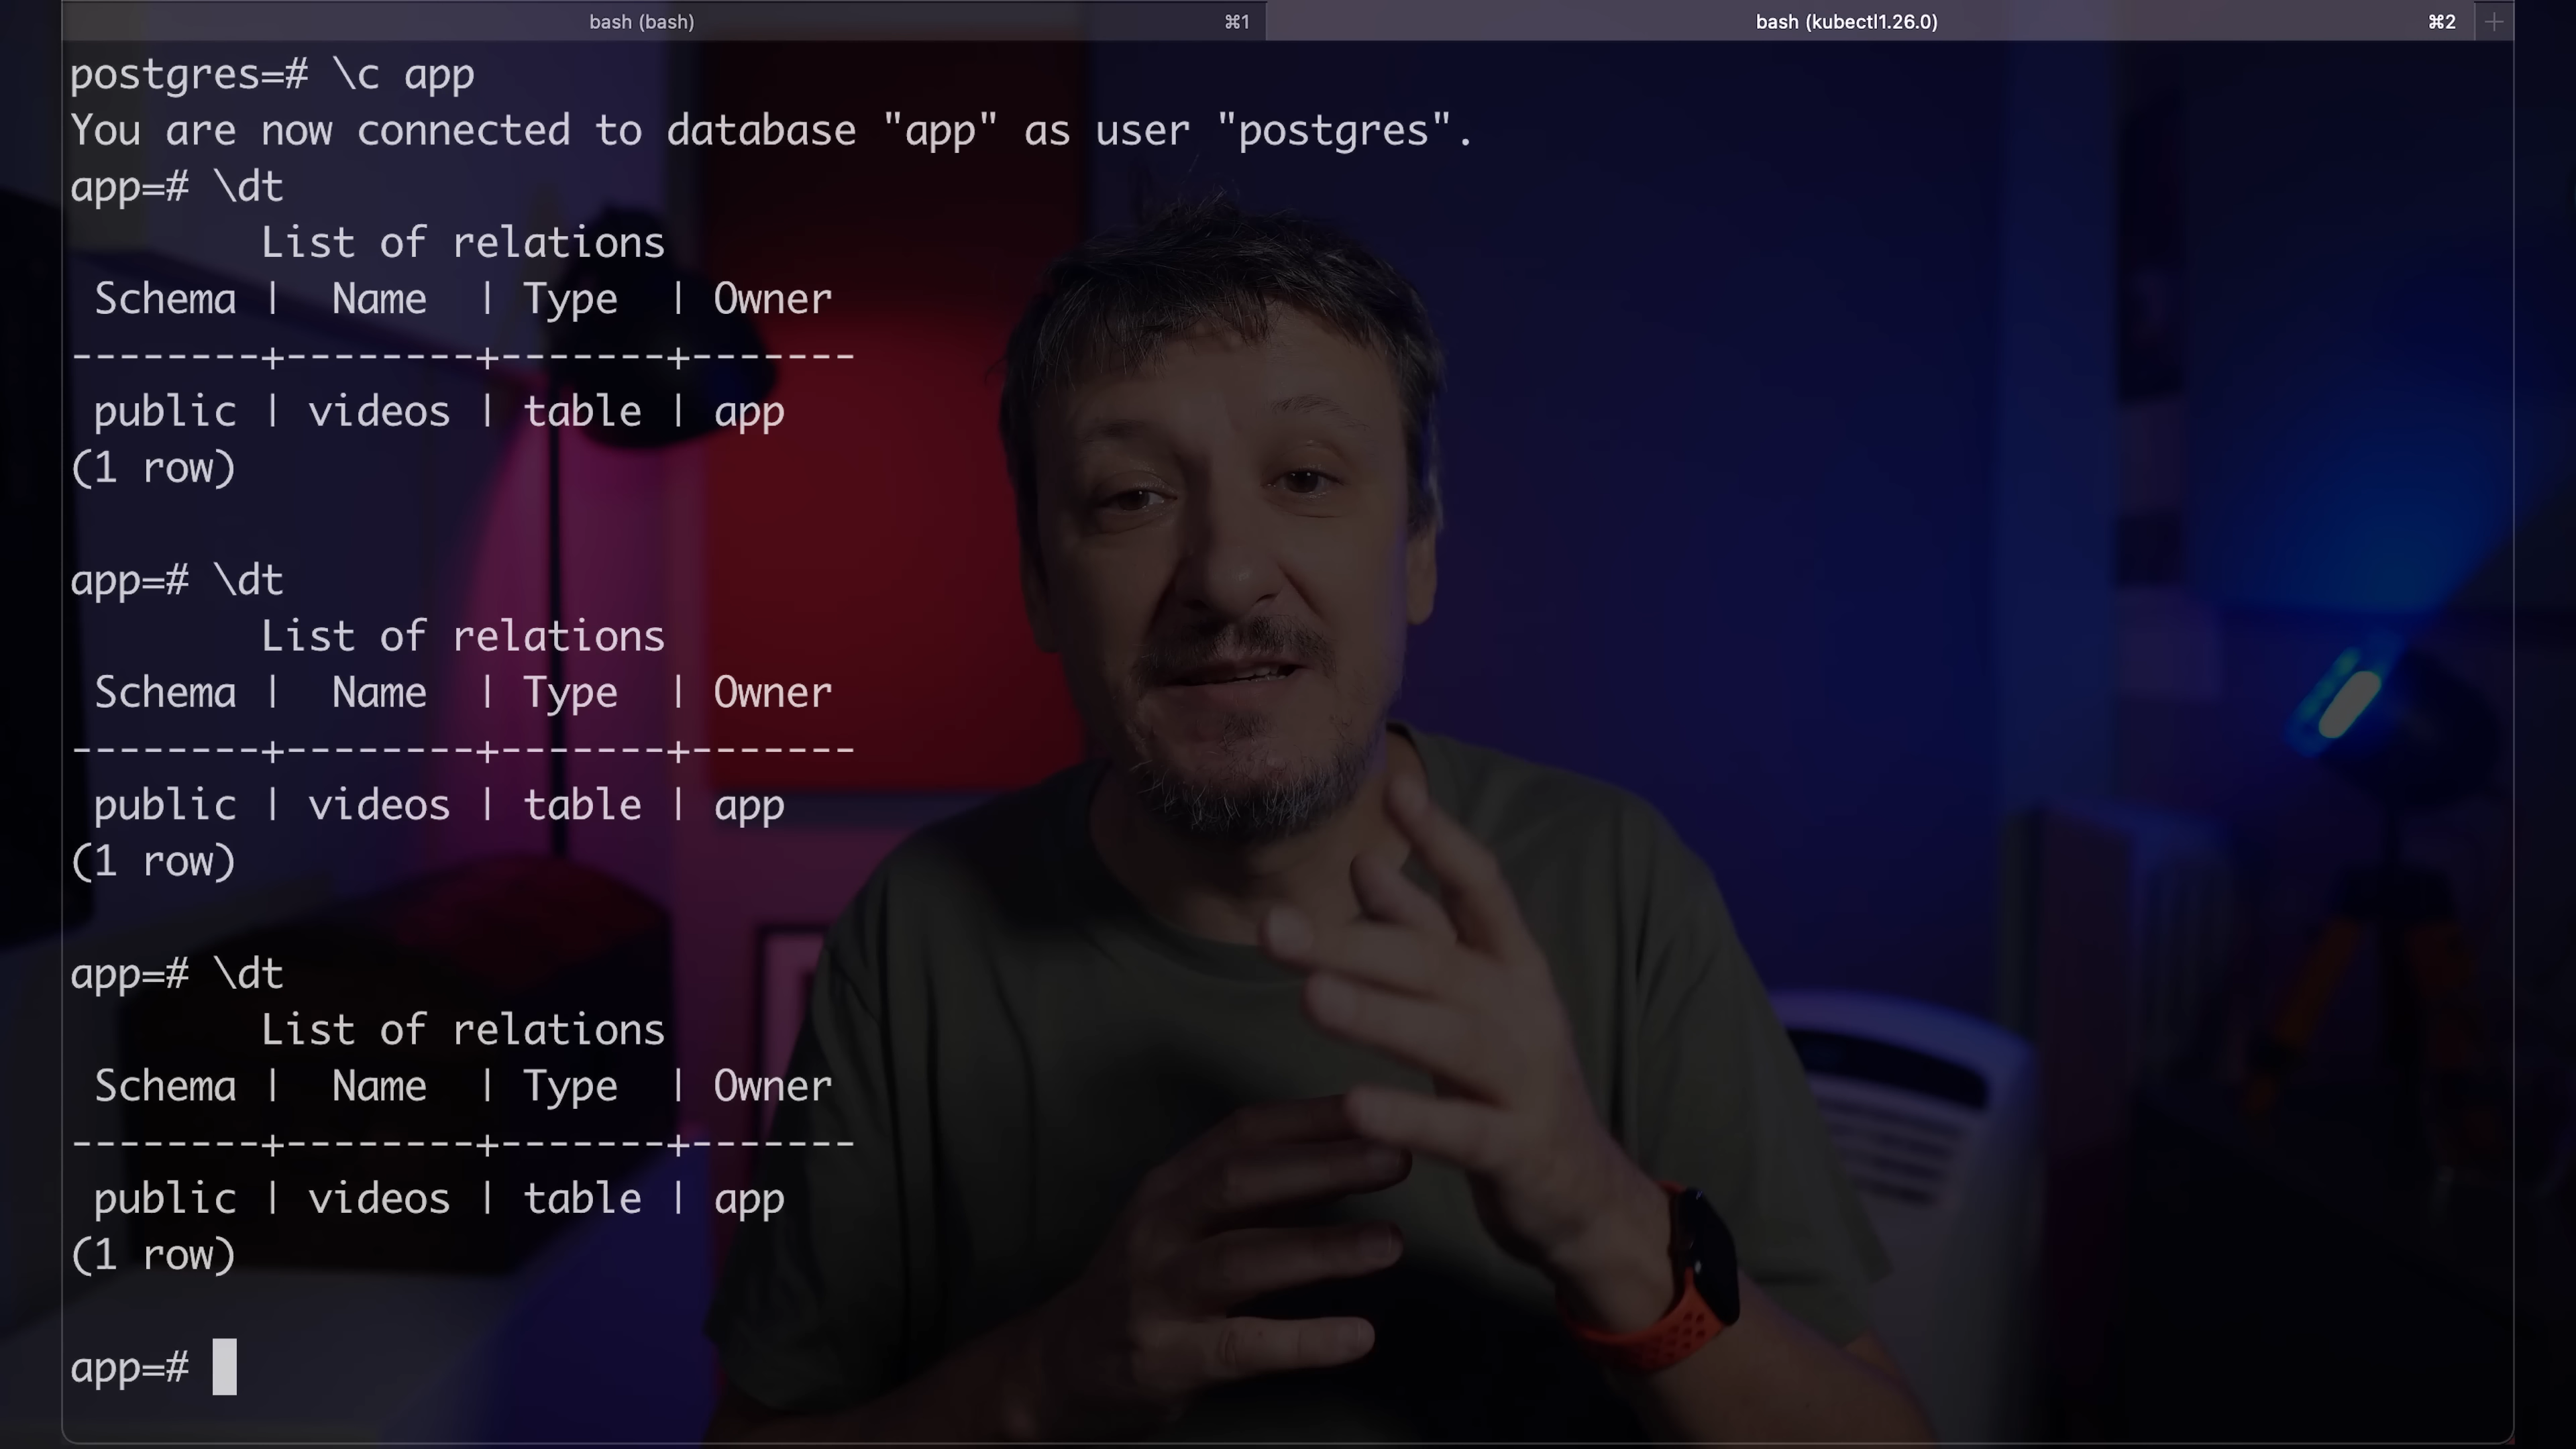 bash (bash) ⌘1 bash (kubectl1.26.0) ⌘2 +
postgres=# \c app
You are now connected to database "app" as user "postgres".
app=# \dt
List of relations
Schema | Name | Type | Owner
--------+--------+-------+-------
public | videos | table | app
(1 row)
app=# \dt
List of relations
Schema | Name | Type | Owner
--------+--------+-------+-------
public | videos | table | app
(1 row)
app=# \dt
List of relations
Schema | Name | Type | Owner
--------+--------+-------+-------
public | videos | table | app
(1 row)
app=#